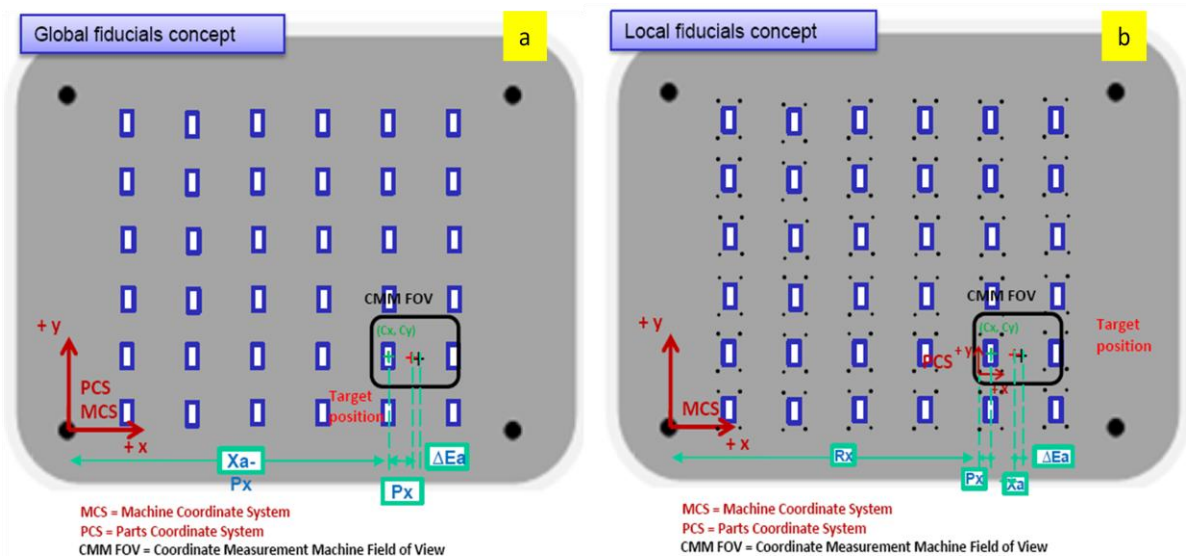 Global fiducials concept
a
CMM FOV
(Cx, Cy)
+ y
PCS
MCS
+ x
Target
position
Xa-
Px
Px
ΔEa
MCS = Machine Coordinate System
PCS = Parts Coordinate System
CMM FOV = Coordinate Measurement Machine Field of View
Local fiducials concept
b
CMM FOV
(Cx, Cy)
Target
position
+ y
PCS
+ x
+ y
MCS
+ x
Rx
Px
Xa
ΔEa
MCS = Machine Coordinate System
PCS = Parts Coordinate System
CMM FOV = Coordinate Measurement Machine Field of View